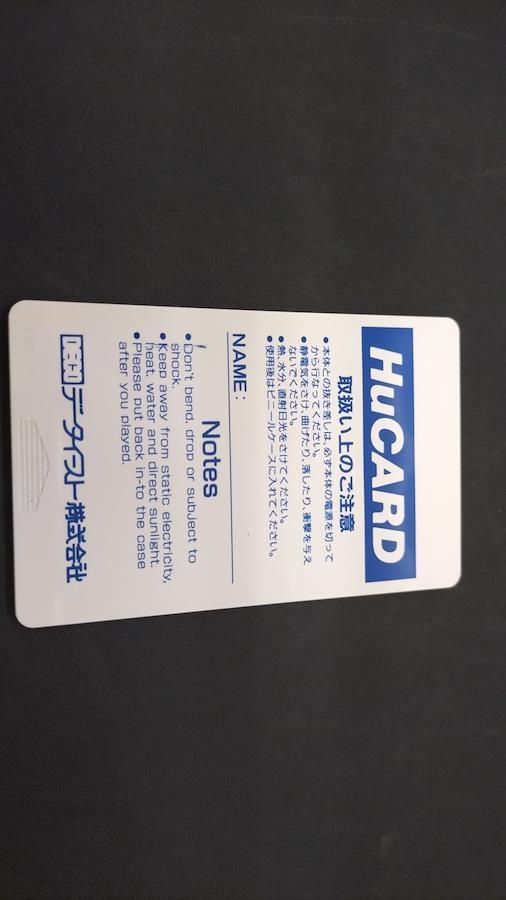 HuCARD
取扱い上のご注意
●本体との抜き差しは、必ず本体の電源を切って
から行なってください。
●静電気をさけ、曲げたり、落したり、衝撃を与え
ないでください。
●熱、水分、直射日光をさけてください。
●使用後はビニールケースに入れてください。
NAME:
Notes
●Don't bend, drop or subject to
shock.
●Keep away from static electricity,
heat, water and direct sunlight.
●Please put back in-to the case
after you played.
DECO データイースト株式会社